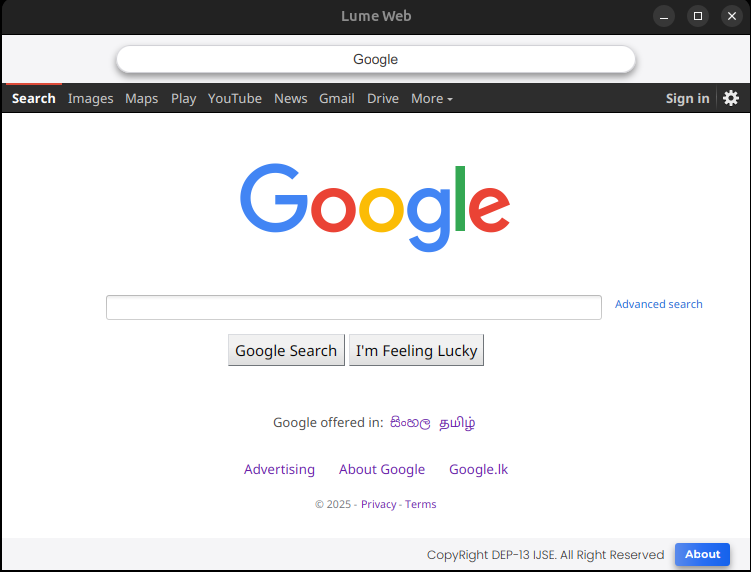 Lume Web
Google
Search Images Maps Play YouTube News Gmail Drive More Sign in
Google
Advanced search
Google Search I'm Feeling Lucky
Google offered in: සිංහල தமிழ்
Advertising About Google Google.lk
© 2025 - Privacy - Terms
CopyRight DEP-13 IJSE. All Right Reserved About